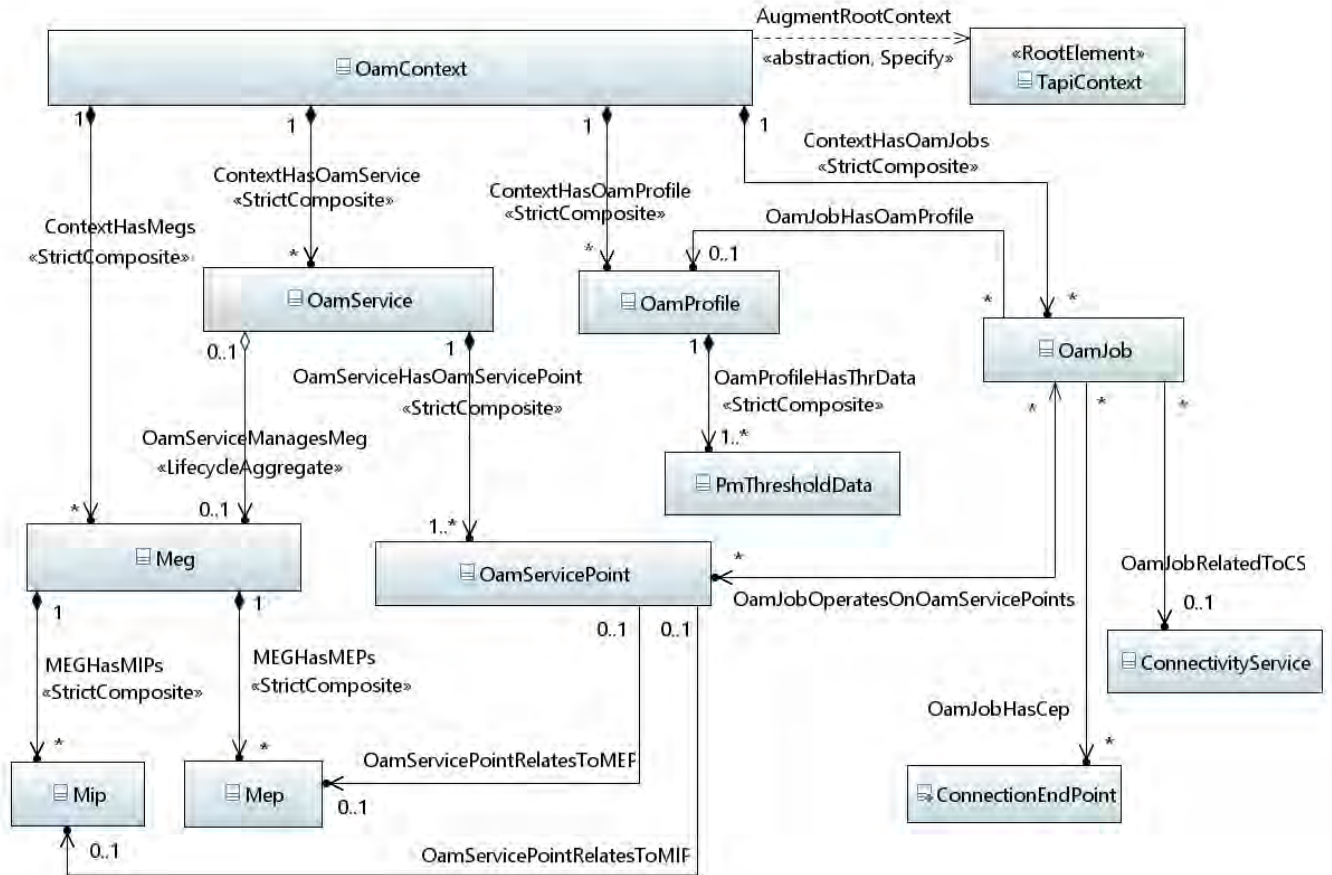 AugmentRootContext
OamContext
«abstraction, Specify»
«RootElement»
TapiContext
1
1
1
1
ContextHasOamJobs
«StrictComposite»
ContextHasOamService
«StrictComposite»
ContextHasOamProfile
«StrictComposite»
OamJobHasOamProfile
ContextHasMegs
«StrictComposite»
*
*
0..1
OamService
OamProfile
*
*
OamJob
0..1
1
1
OamServiceHasOamServicePoint
«StrictComposite»
OamProfileHasThrData
«StrictComposite»
*
*
*
OamServiceManagesMeg
«LifecycleAggregate»
1..*
PmThresholdData
*
0..1
1..*
Meg
OamServicePoint
*
OamJobOperatesOnOamServicePoints
OamJobRelatedToCS
0..1
1
1
0..1
0..1
ConnectivityService
MEGHasMIPs
«StrictComposite»
MEGHasMEPs
«StrictComposite»
OamJobHasCep
*
*
*
OamServicePointRelatesToMEP
Mip
Mep
0..1
ConnectionEndPoint
0..1
OamServicePointRelatesToMIP